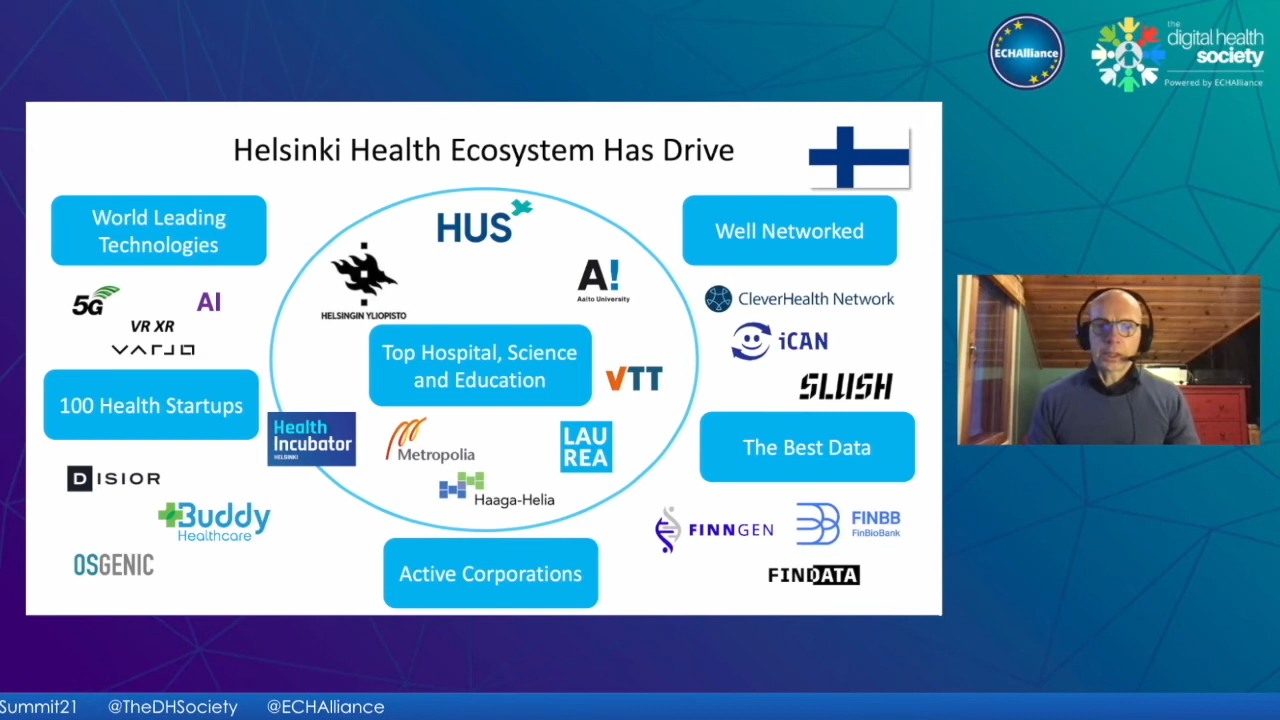 ECHAlliance
the
digital health
society
Powered by ECHAlliance
Helsinki Health Ecosystem Has Drive
World Leading
Technologies
5G
AI
VR XR
VARJO
100 Health Startups
DISIOR
Buddy
Healthcare
OSGENIC
HUS
HELSINGIN YLIOPISTO
A!
Aalto University
Top Hospital, Science
and Education
VTT
Health
Incubator
HELSINKI
Metropolia
LAU
REA
Haaga-Helia
Active Corporations
Well Networked
CleverHealth Network
iCAN
SLUSH
The Best Data
FINNGEN
FINBB
FinBioBank
FINDATA
Summit21 @TheDHSociety @ECHAlliance